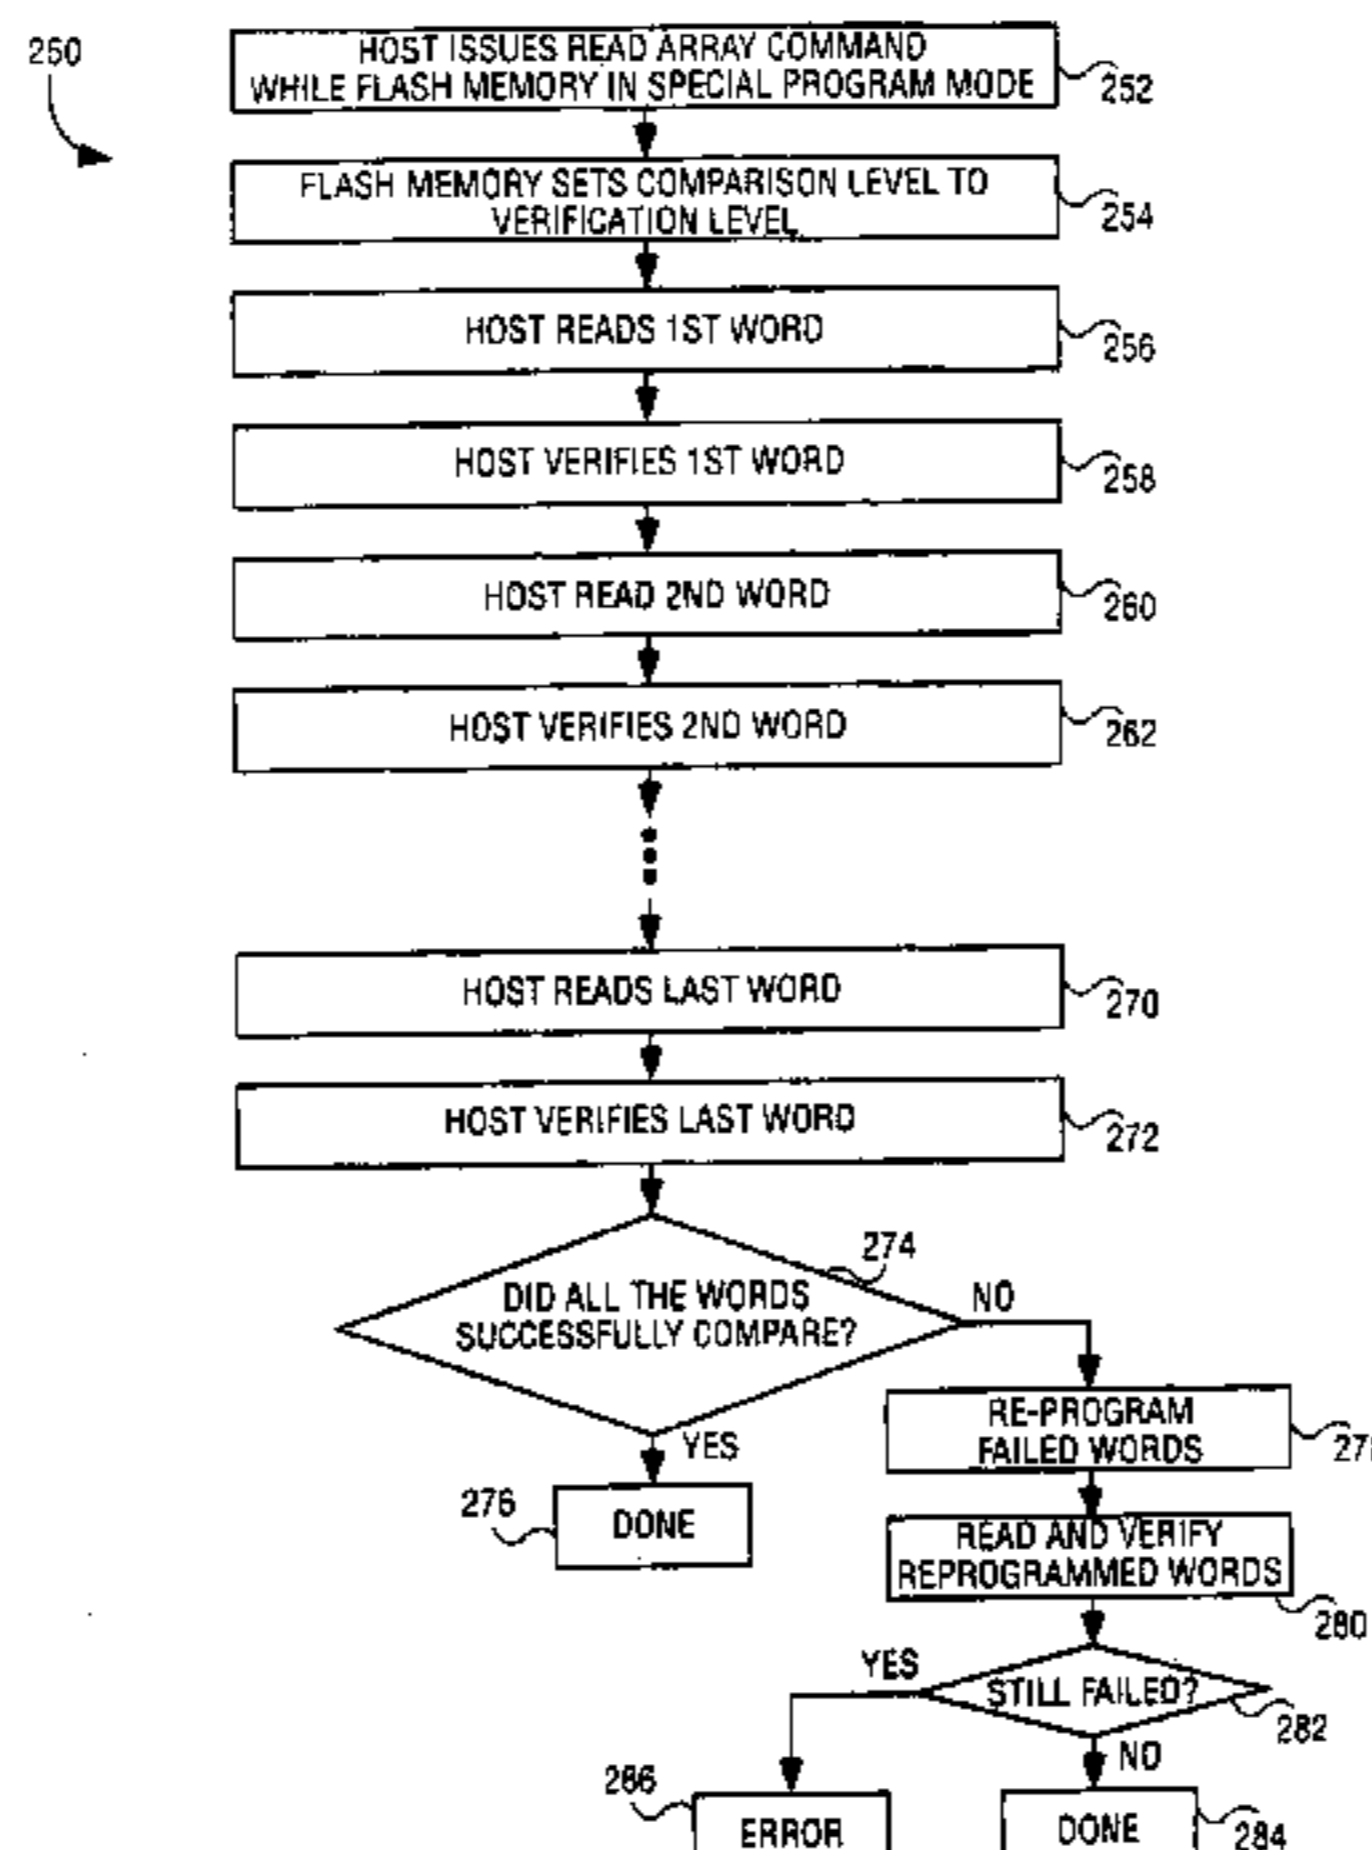 260
HOST ISSUES READ ARRAY COMMAND
WHILE FLASH MEMORY IN SPECIAL PROGRAM MODE
252
FLASH MEMORY SETS COMPARISON LEVEL TO
VERIFICATION LEVEL
254
HOST READS 1ST WORD
256
HOST VERIFIES 1ST WORD
258
HOST READ 2ND WORD
260
HOST VERIFIES 2ND WORD
262
HOST READS LAST WORD
270
HOST VERIFIES LAST WORD
272
274
DID ALL THE WORDS
SUCCESSFULLY COMPARE?
NO
YES
RE-PROGRAM
FAILED WORDS
276
DONE
READ AND VERIFY
REPROGRAMMED WORDS
280
YES
STILL FAILED?
282
NO
286
ERROR
DONE
284